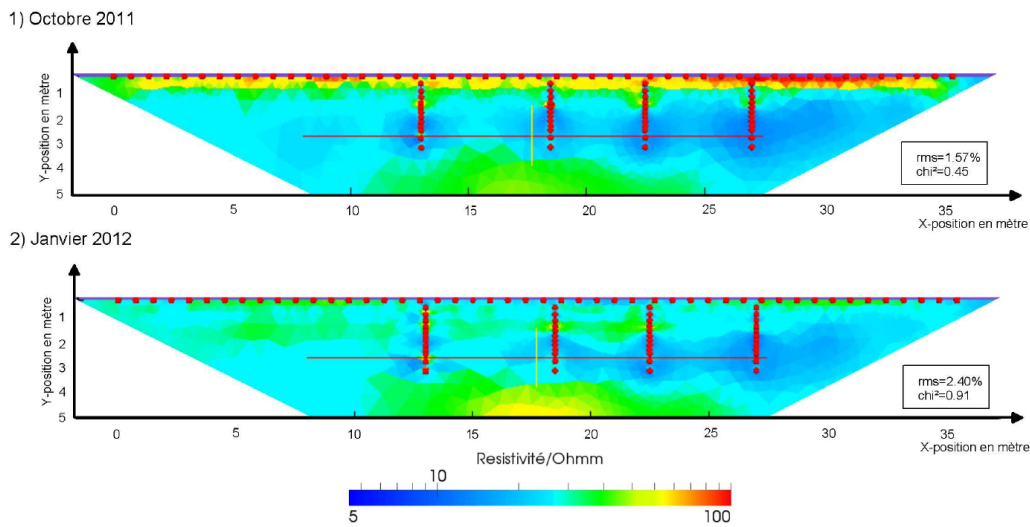 1) Octobre 2011
Y-position en mètre
1
2
3
4
5
0 5 10 15 20 25 30 35
X-position en mètre
rms=1.57%
chi²=0.45
2) Janvier 2012
Y-position en mètre
1
2
3
4
5
0 5 10 15 20 25 30 35
X-position en mètre
rms=2.40%
chi²=0.91
Resistivité/Ohmm
10
5 100